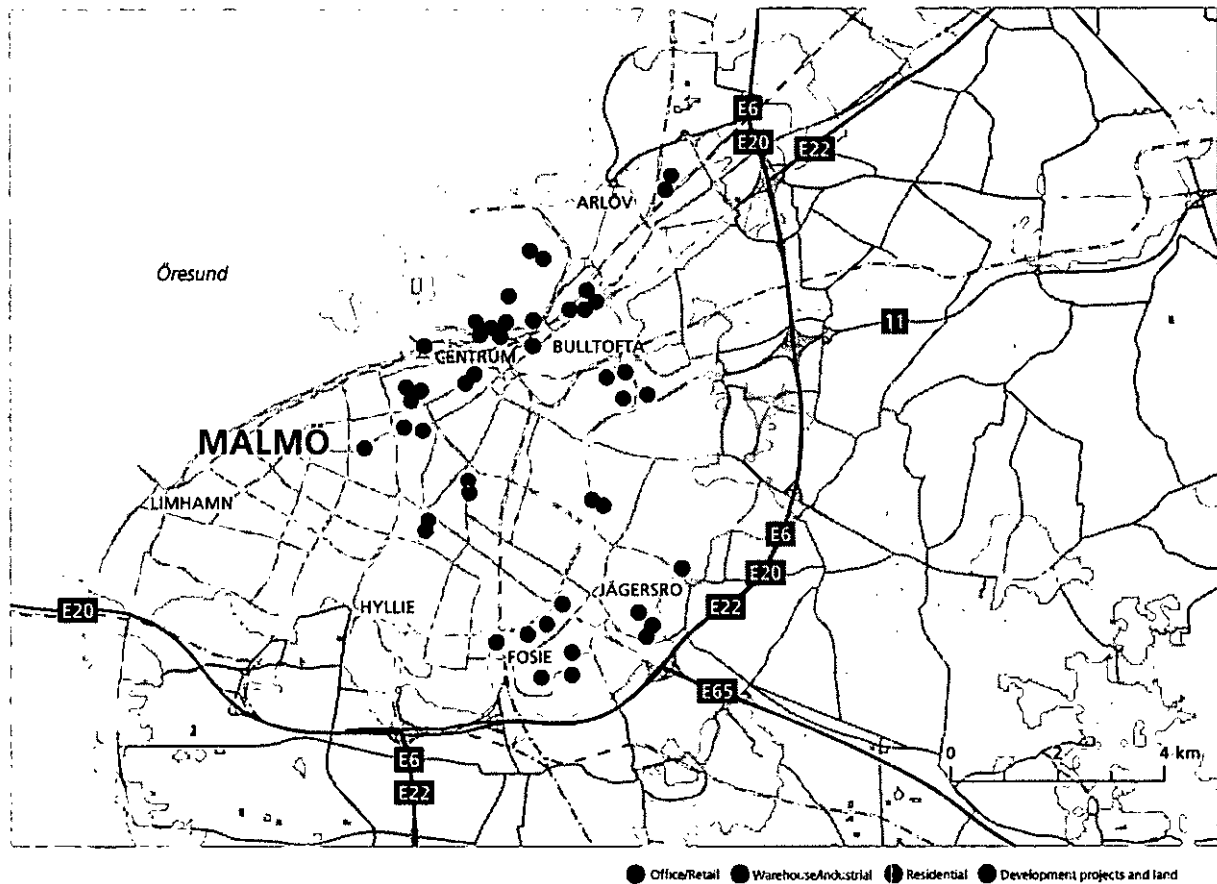 E6
E20
E22
ARLÖV
Öresund
11
CENTRUM
BULLTOFTA
MALMÖ
LIMHAMN
E6
E20
JÄGERSRO
E22
E20
HYLLIE
FOSIE
E65
E6
E22
0 2 4 km
Office/Retail Warehouse/Industrial Residential Development projects and land